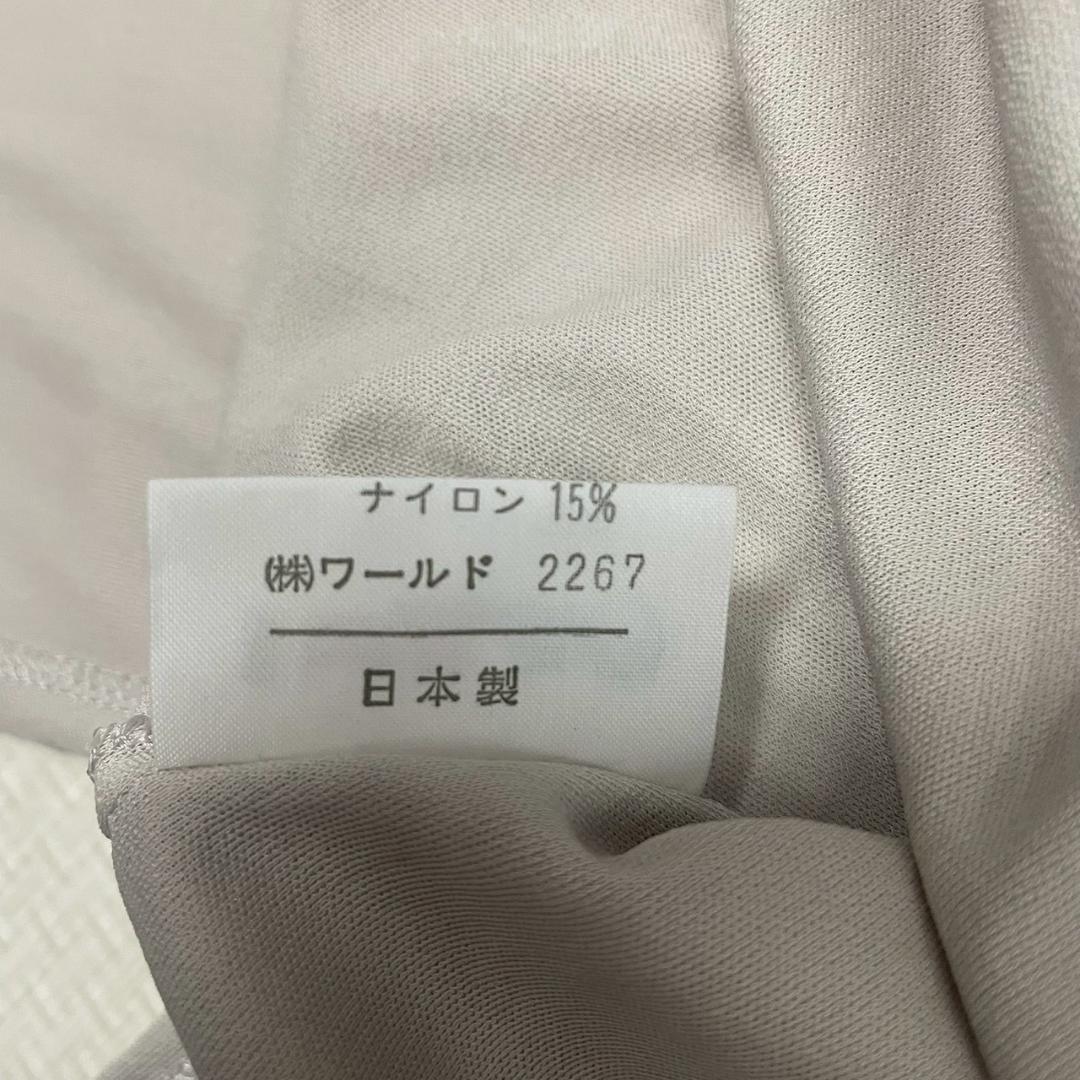 ナイロン 15%
(株)ワールド 2267
日本製